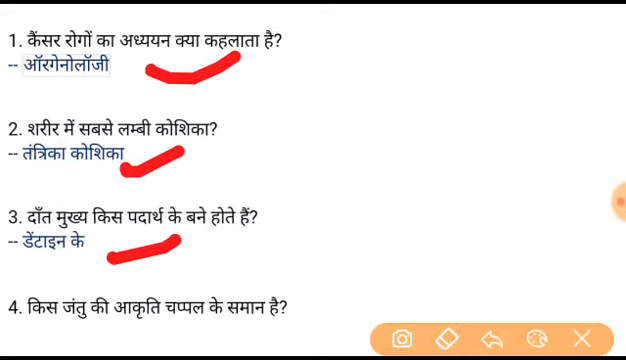 1. कैंसर रोगों का अध्ययन क्या कहलाता है?
-- ऑरगेनोलॉजी
2. शरीर में सबसे लम्बी कोशिका?
-- तंत्रिका कोशिका
3. दाँत मुख्य किस पदार्थ के बने होते हैं?
-- डेंटाइन के
4. किस जंतु की आकृति चप्पल के समान है?